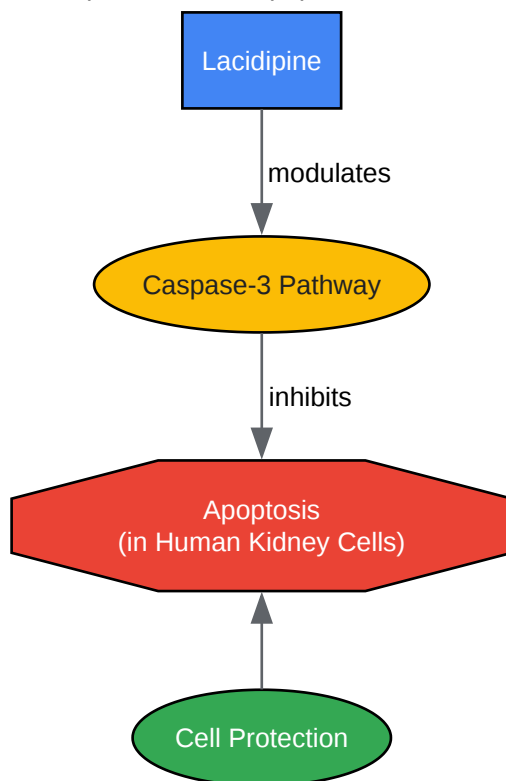 Lacidipine
modulates
Caspase-3 Pathway
inhibits
Apoptosis
(in Human Kidney Cells)
Cell Protection